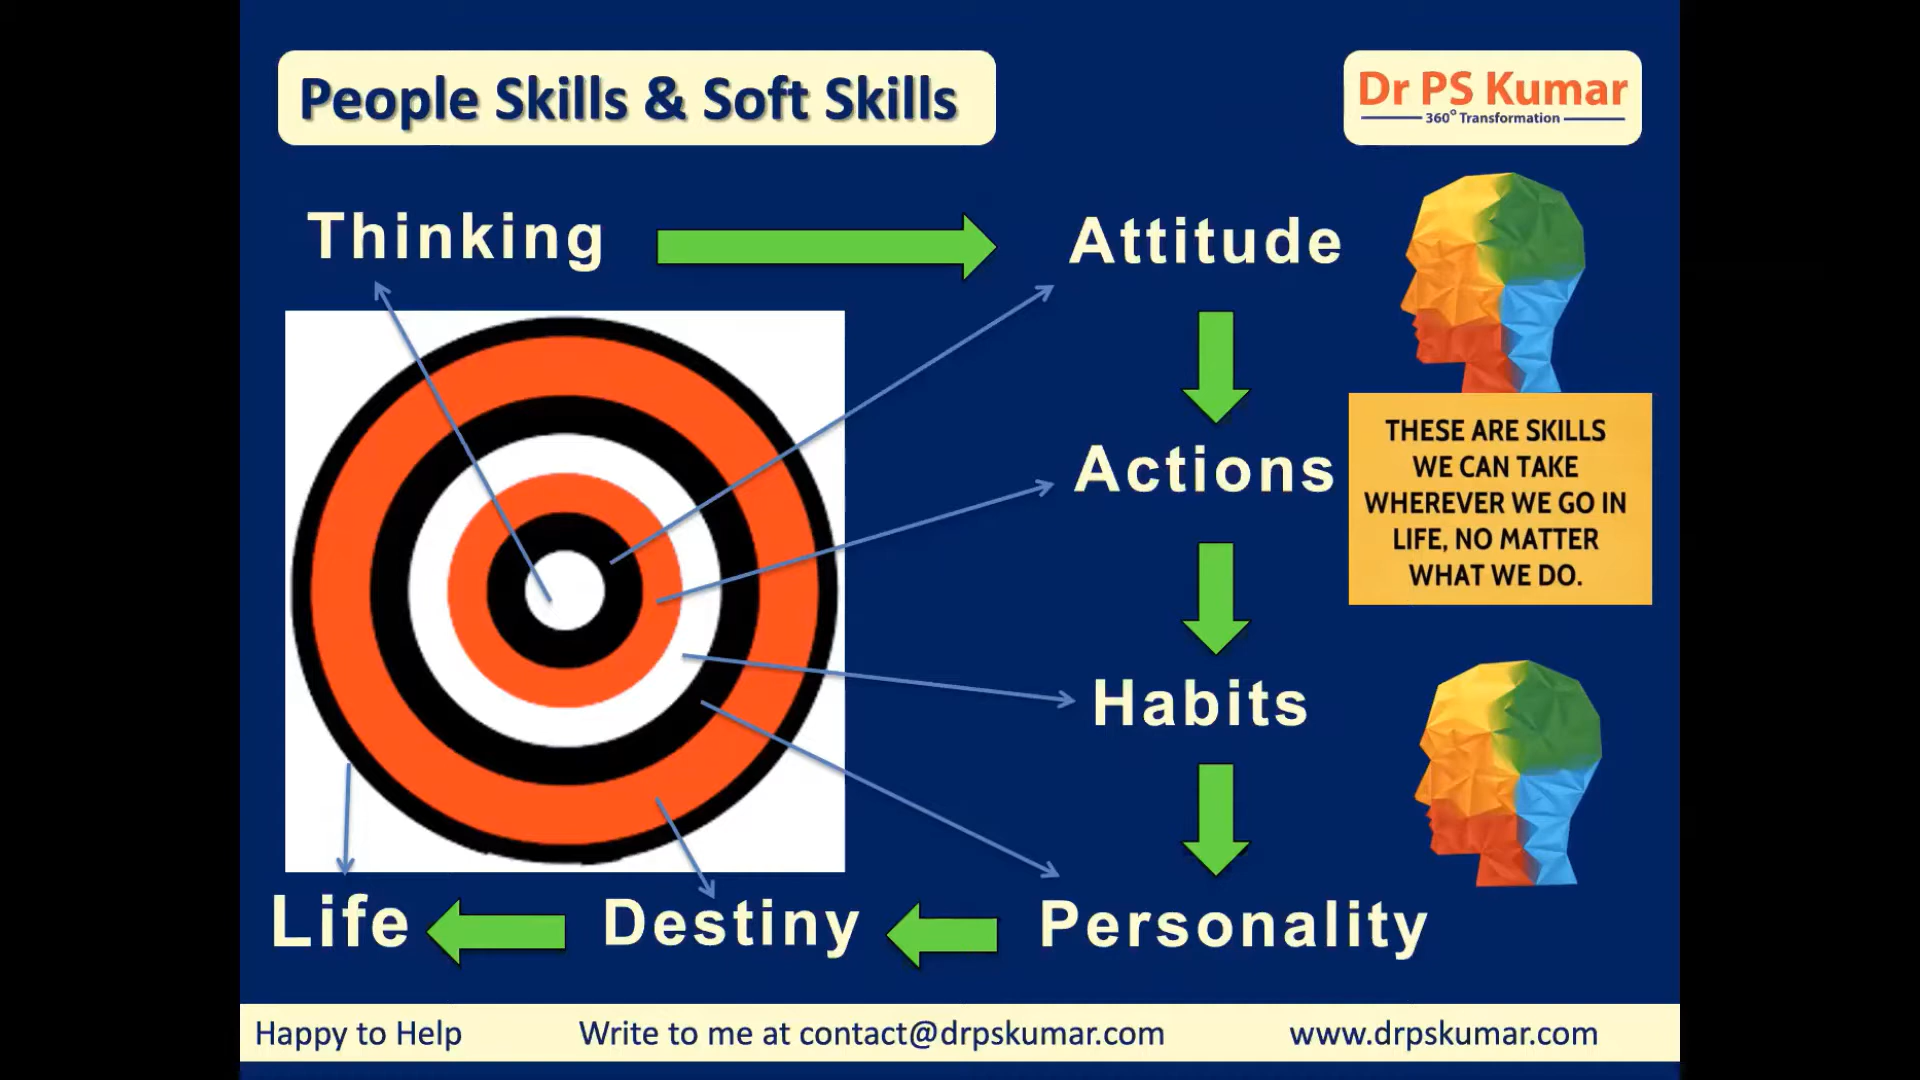 People Skills & Soft Skills
Dr PS Kumar
360° Transformation
Thinking
Attitude
Actions
THESE ARE SKILLS
WE CAN TAKE
WHEREVER WE GO IN
LIFE, NO MATTER
WHAT WE DO.
Habits
Life
Destiny
Personality
Happy to Help
Write to me at contact@drpskumar.com
www.drpskumar.com